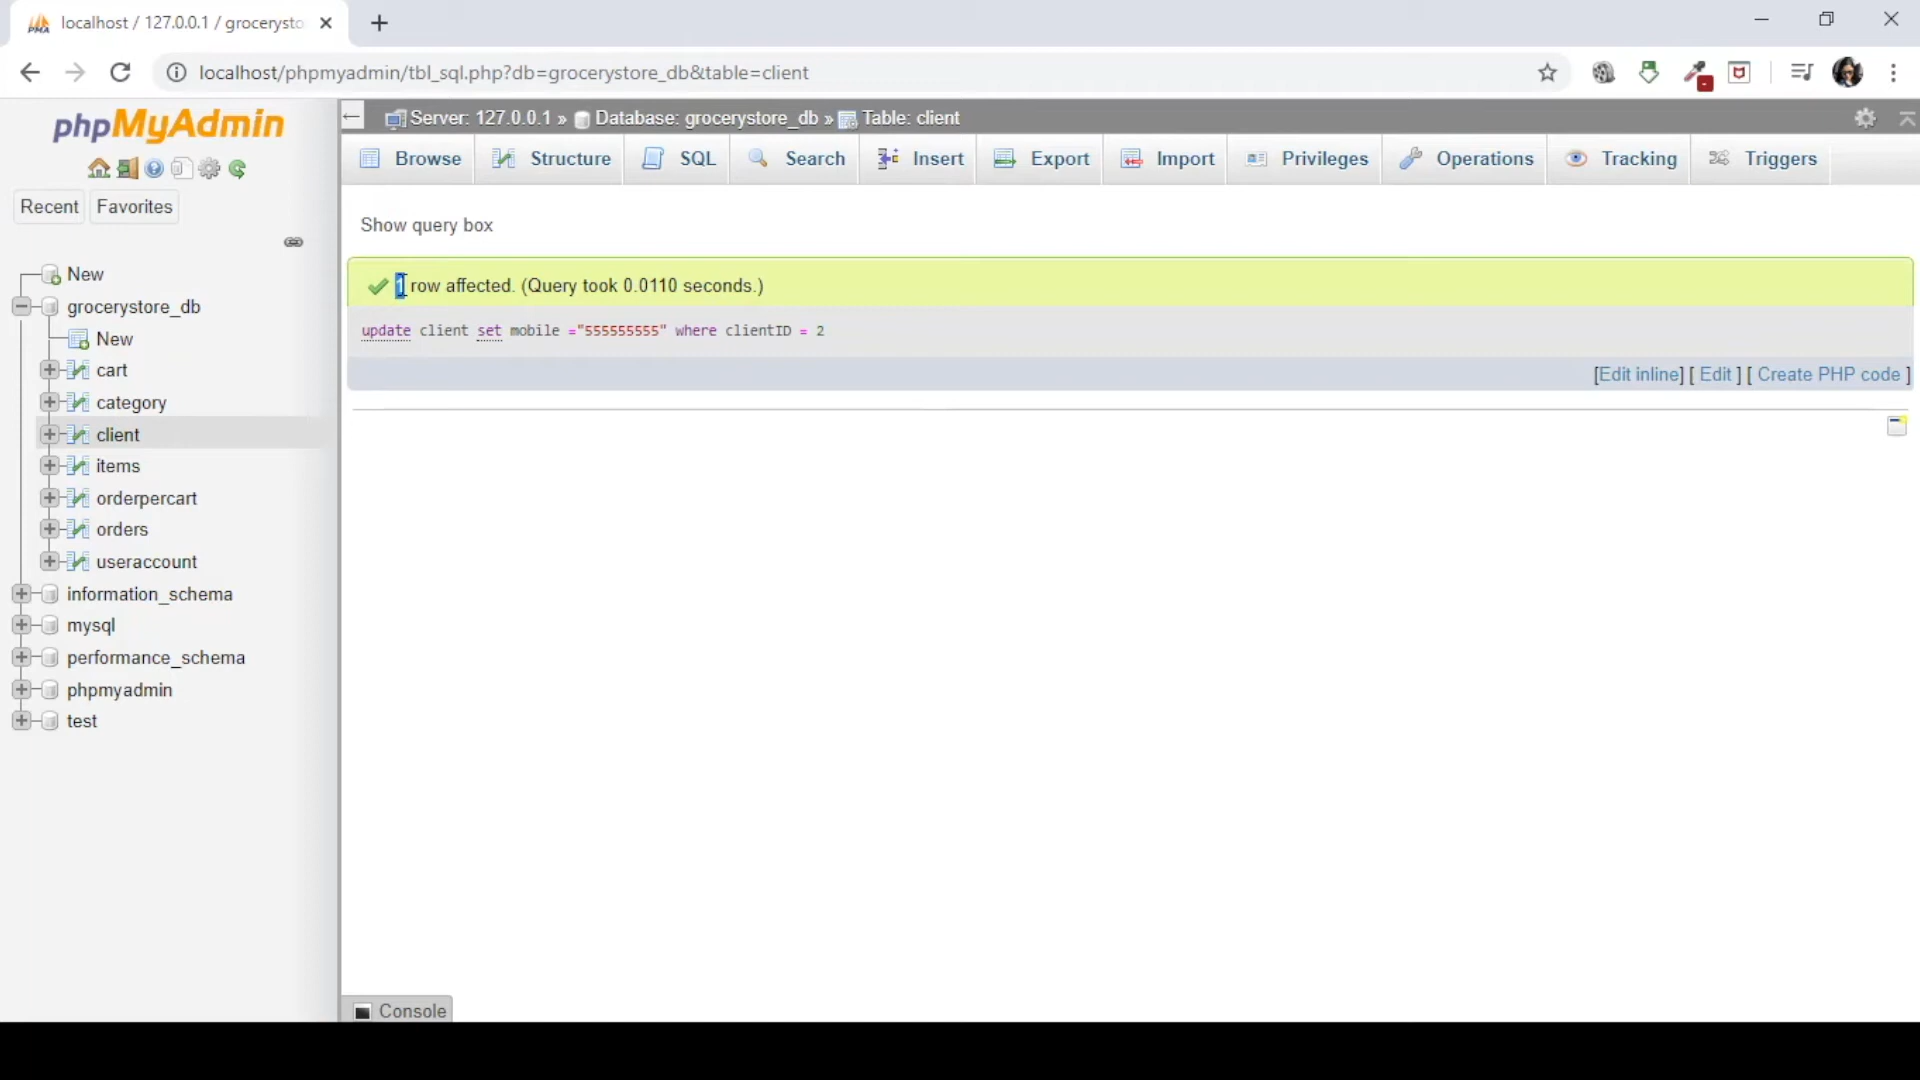 localhost / 127.0.0.1 / grocerysto
localhost/phpmyadmin/tbl_sql.php?db=grocerystore_db&table=client
phpMyAdmin
Recent Favorites
New
grocerystore_db
New
cart
category
client
items
orderpercart
orders
useraccount
information_schema
mysql
performance_schema
phpmyadmin
test
Server: 127.0.0.1 » Database: grocerystore_db » Table: client
Browse Structure SQL Search Insert Export Import Privileges Operations Tracking Triggers
Show query box
1 row affected. (Query took 0.0110 seconds.)
update client set mobile ="555555555" where clientID = 2
[Edit inline] [ Edit ] [ Create PHP code ]
Console